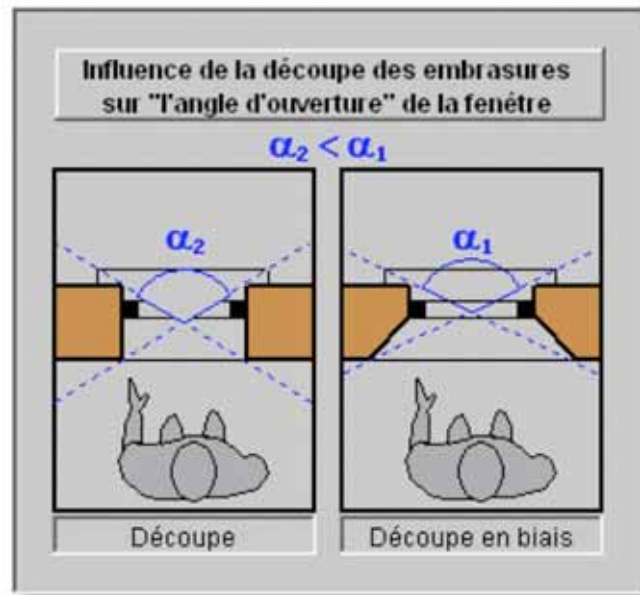 Influence de la découpe des embrasures
sur "l'angle d'ouverture" de la fenêtre
α₂ < α₁
α₂
α₁
Découpe
Découpe en biais